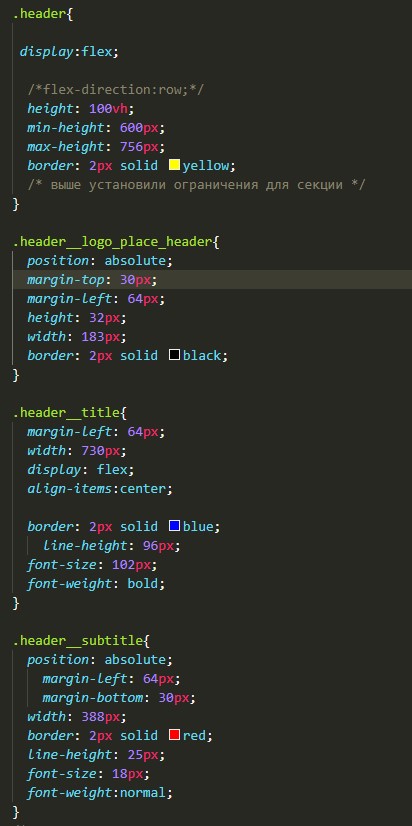 .header{
display:flex;
/*flex-direction:row;*/
height: 100vh;
min-height: 600px;
max-height: 756px;
border: 2px solid yellow;
/* выше установили ограничения для секции */
}
.header__logo_place_header{
position: absolute;
margin-top: 30px;
margin-left: 64px;
height: 32px;
width: 183px;
border: 2px solid black;
}
.header__title{
margin-left: 64px;
width: 730px;
display: flex;
align-items:center;
border: 2px solid blue;
line-height: 96px;
font-size: 102px;
font-weight: bold;
}
.header__subtitle{
position: absolute;
margin-left: 64px;
margin-bottom: 30px;
width: 388px;
border: 2px solid red;
line-height: 25px;
font-size: 18px;
font-weight:normal;
}